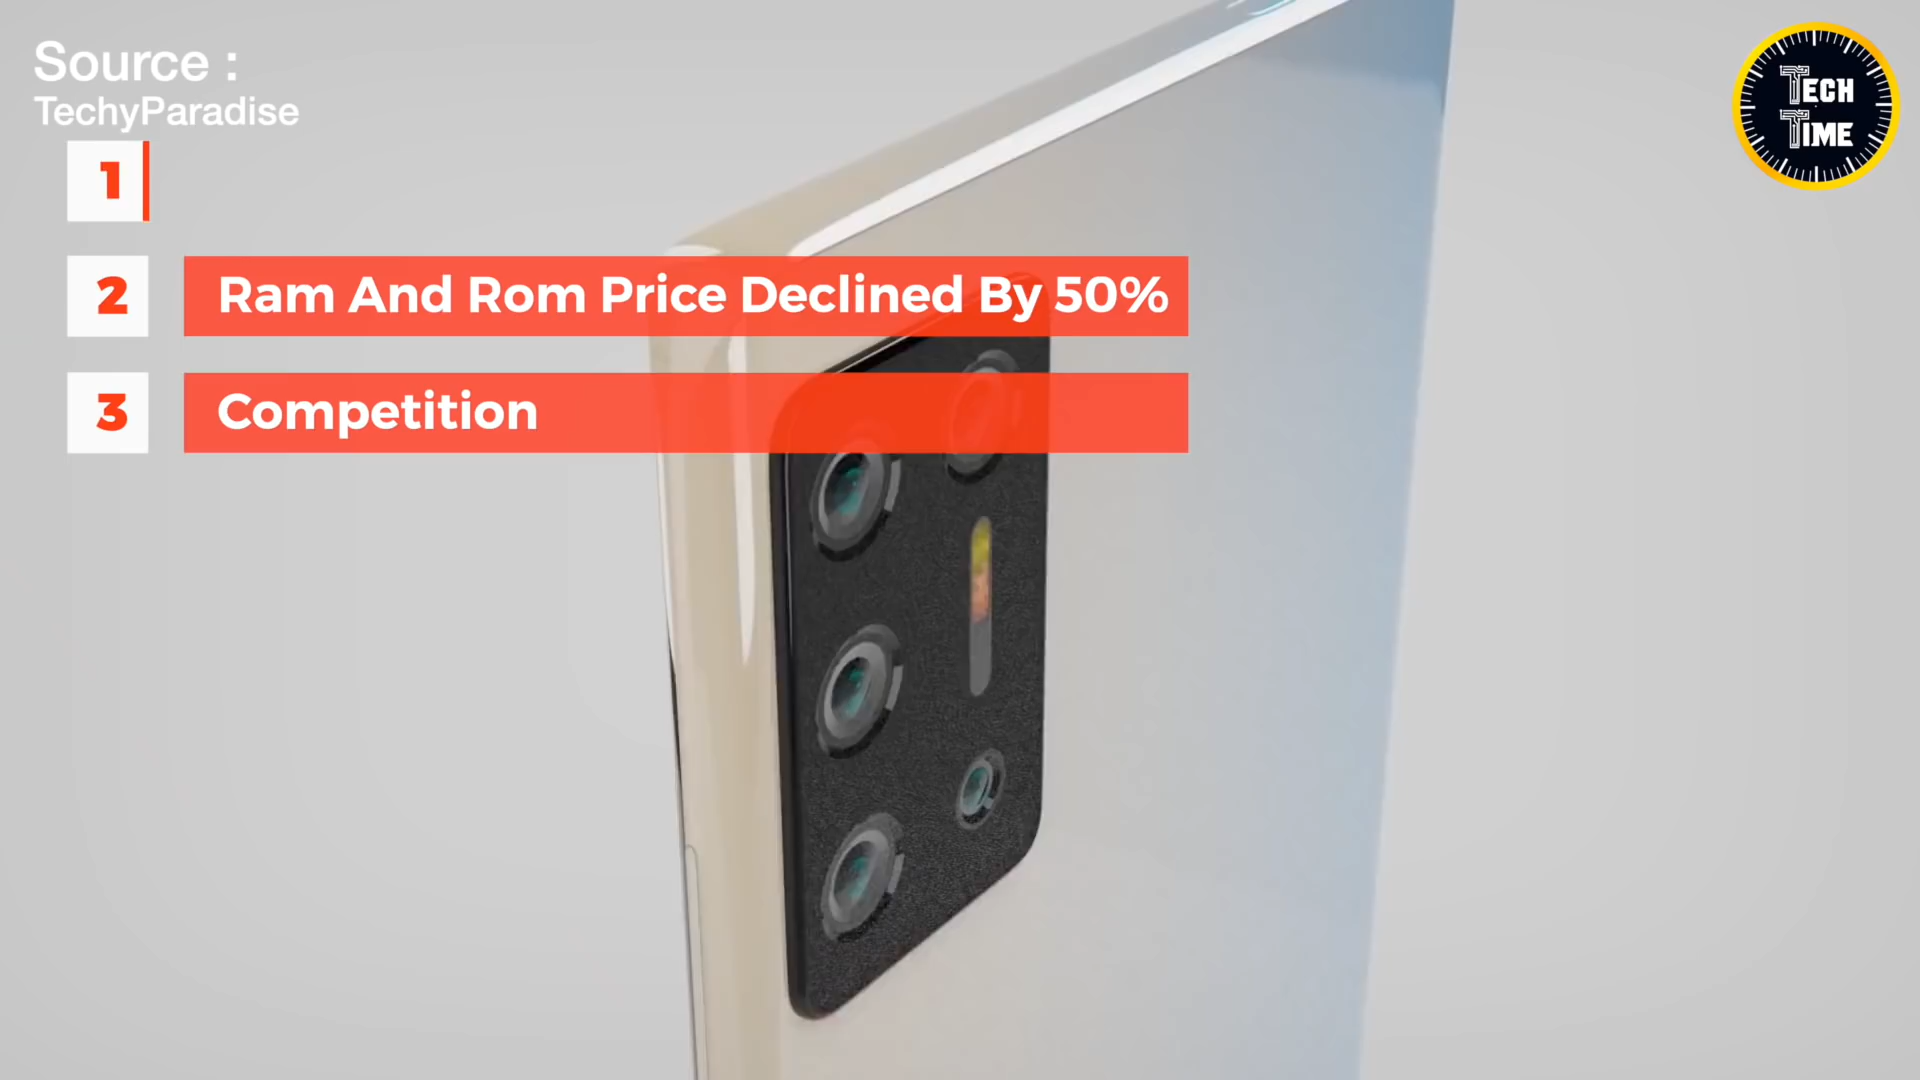 Source :
TechyParadise
TECH
TIME
1
2 Ram And Rom Price Declined By 50%
3 Competition